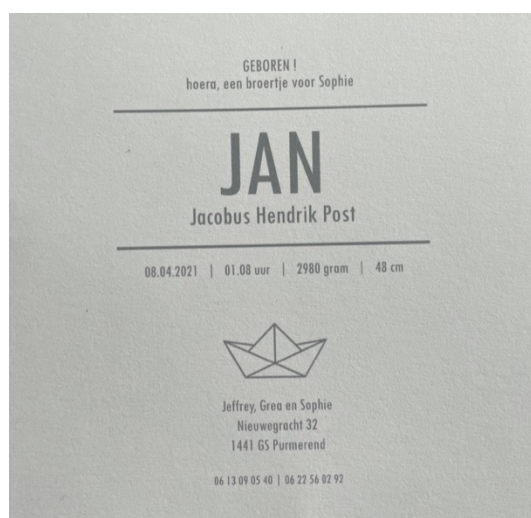 GEBOREN !
hoera, een broertje voor Sophie
JAN
Jacobus Hendrik Post
08.04.2021 | 01.08 uur | 2980 gram | 48 cm
Jeffrey, Grea en Sophie
Nieuwegracht 32
1441 GS Purmerend
06 13 09 05 40 | 06 22 56 02 92